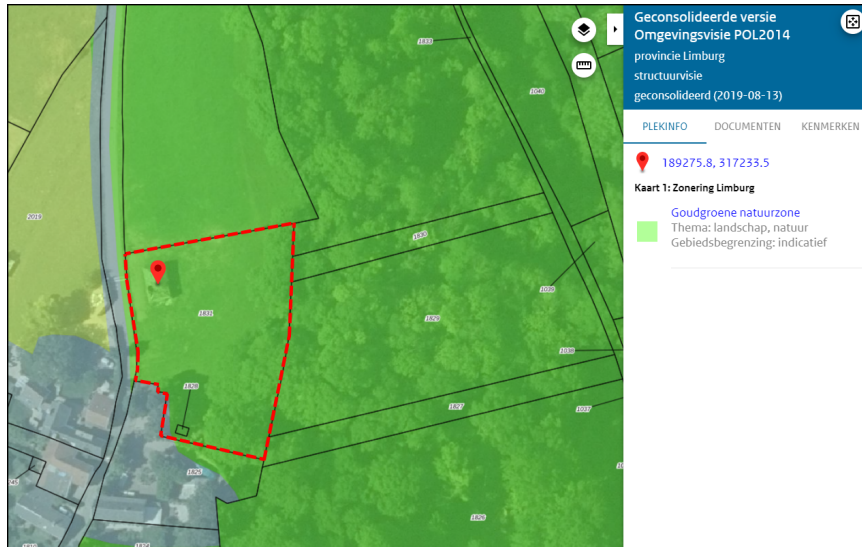 Geconsolideerde versie
Omgevingsvisie POL2014
provincie Limburg
structuurvisie
geconsolideerd (2019-08-13)
PLEKINFO DOCUMENTEN KENMERKEN
189275.8, 317233.5
Kaart 1: Zonering Limburg
Goudgroene natuurzone
Thema: landschap, natuur
Gebiedsbegrenzing: indicatief
1833
1040
2019
1830
1039
1831
1829
1038
1828
1827
1037
1825
1826
1824